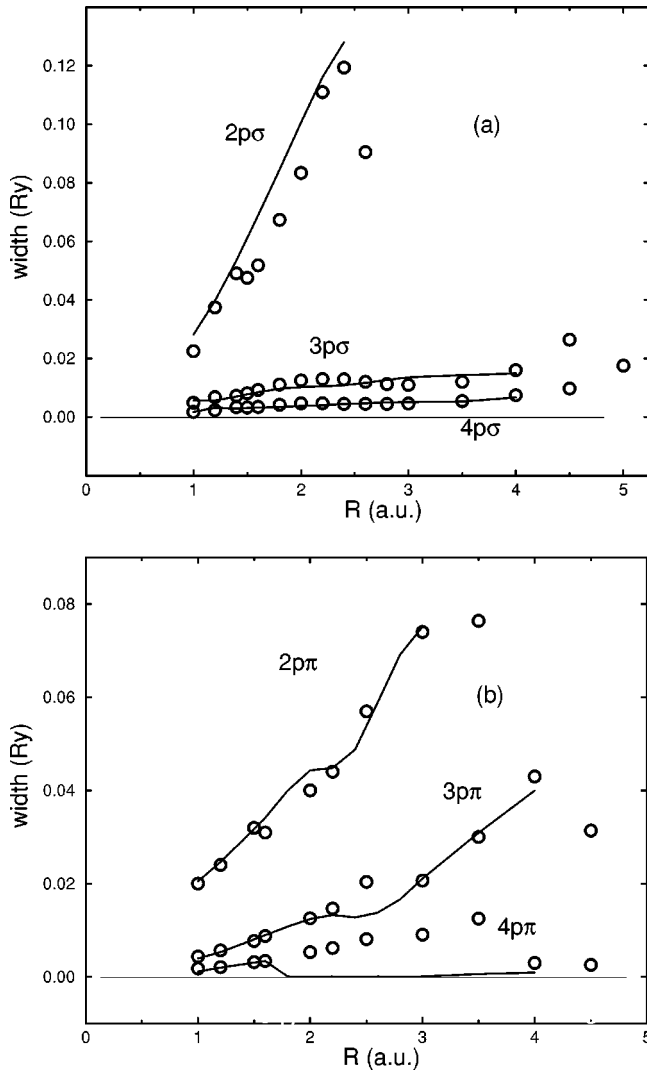 0.12
0.10
0.08
0.06
0.04
0.02
0.00
width (Ry)
2pσ
(a)
3pσ
4pσ
0 1 2 3 4 5
R (a.u.)
0.08
0.06
0.04
0.02
0.00
width (Ry)
2pπ
(b)
3pπ
4pπ
0 1 2 3 4 5
R (a.u.)